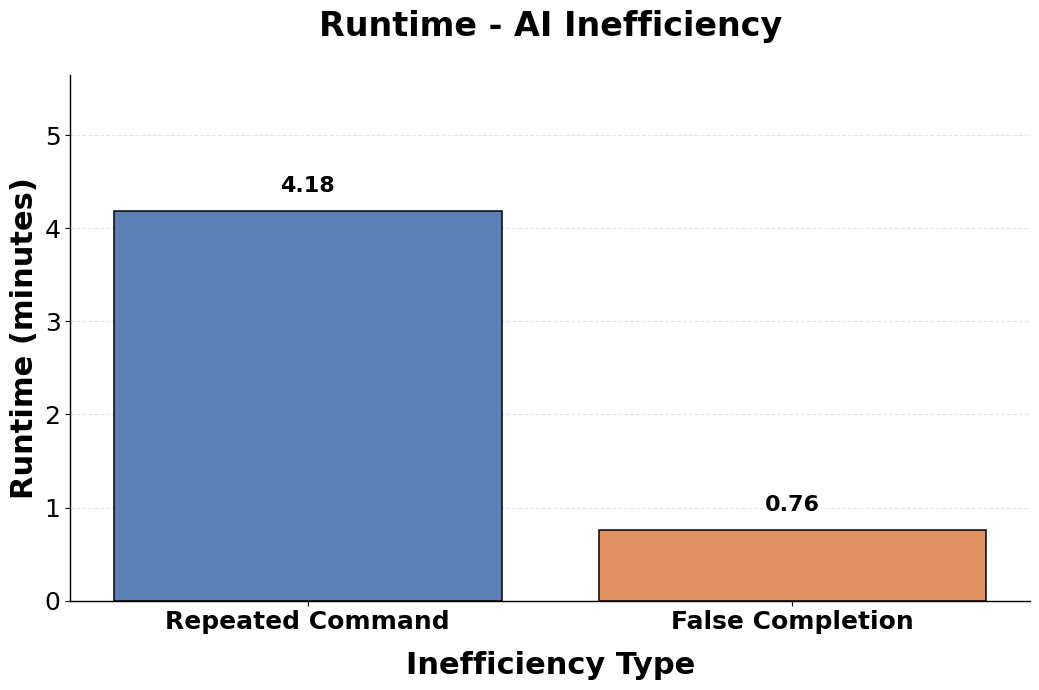 Runtime - AI Inefficiency
Runtime (minutes)
5
4
3
2
1
0
4.18
0.76
Repeated Command
False Completion
Inefficiency Type